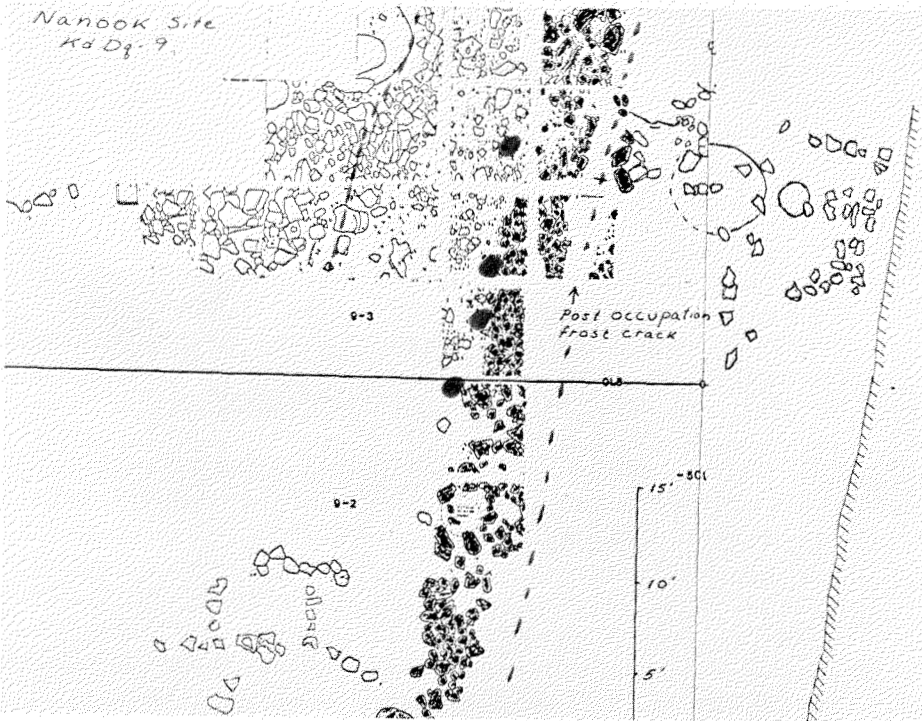 Nanook Site
KdDq-9
9-3
Post occupation
frost crack
9-2
15'
10'
5'